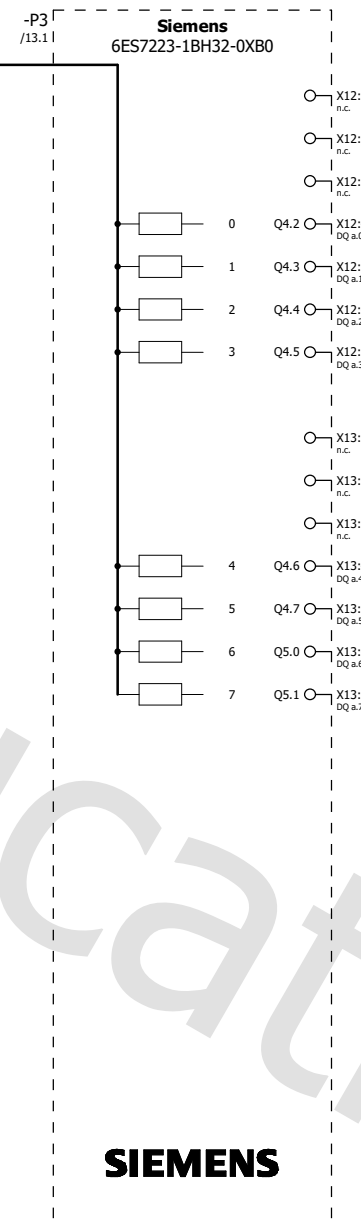 -P3
/13.1
Siemens
6ES7223-1BH32-0XB0
X12:
n.c.
X12:
n.c.
X12:
n.c.
0 Q4.2 X12:
DQ a.0
1 Q4.3 X12:
DQ a.1
2 Q4.4 X12:
DQ a.2
3 Q4.5 X12:
DQ a.3
X13:
n.c.
X13:
n.c.
X13:
n.c.
4 Q4.6 X13:
DQ a.4
5 Q4.7 X13:
DQ a.5
6 Q5.0 X13:
DQ a.6
7 Q5.1 X13:
DQ a.7
SIEMENS